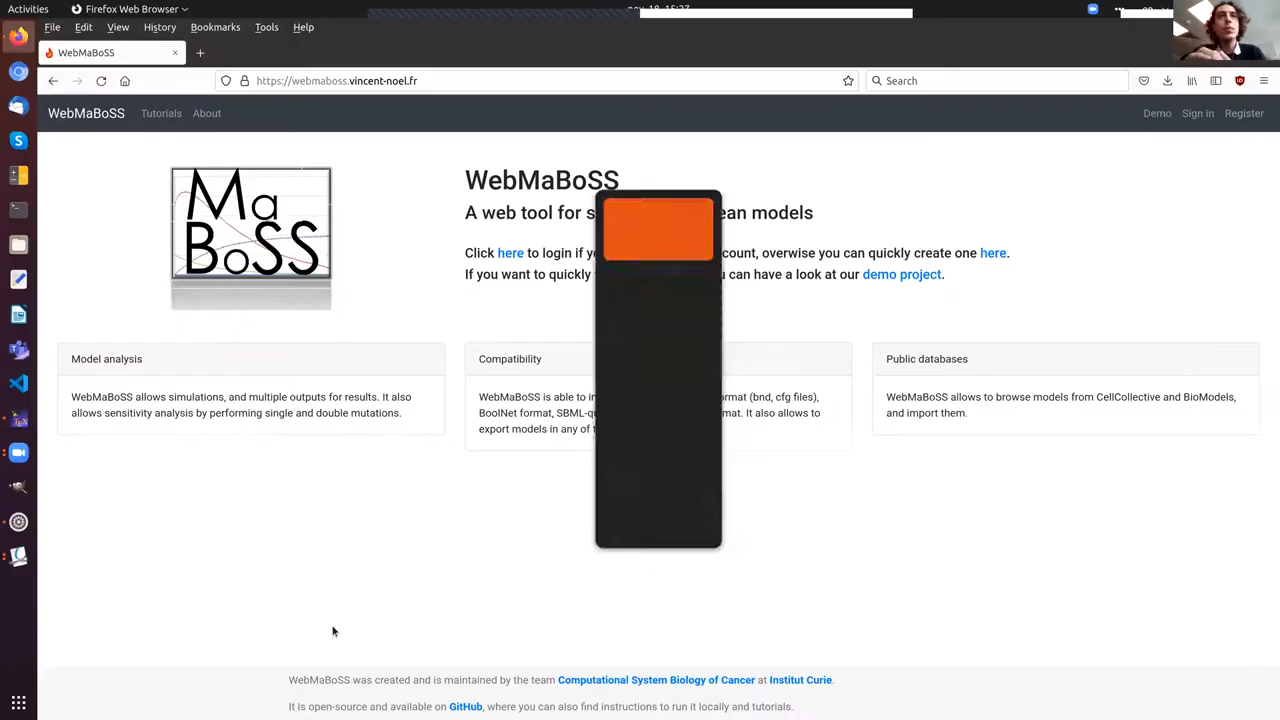 Activities
Firefox Web Browser
nov. 18 15:27
File Edit View History Bookmarks Tools Help
WebMaBoSS
https://webmaboss.vincent-noel.fr
Search
WebMaBoSS Tutorials About
Demo Sign in Register
Ma
BoSS
WebMaBoSS
A web tool for s ean models
Click here to login if yo count, overwise you can quickly create one here.
If you want to quickly can have a look at our demo project.
Model analysis
WebMaBoSS allows simulations, and multiple outputs for results. It also
allows sensitivity analysis by performing single and double mutations.
Compatibility
WebMaBoSS is able to in rmat (bnd, cfg files),
BoolNet format, SBML-qu mat. It also allows to
export models in any of t
Public databases
WebMaBoSS allows to browse models from CellCollective and BioModels,
and import them.
WebMaBoSS was created and is maintained by the team Computational System Biology of Cancer at Institut Curie.
It is open-source and available on GitHub, where you can also find instructions to run it locally and tutorials.